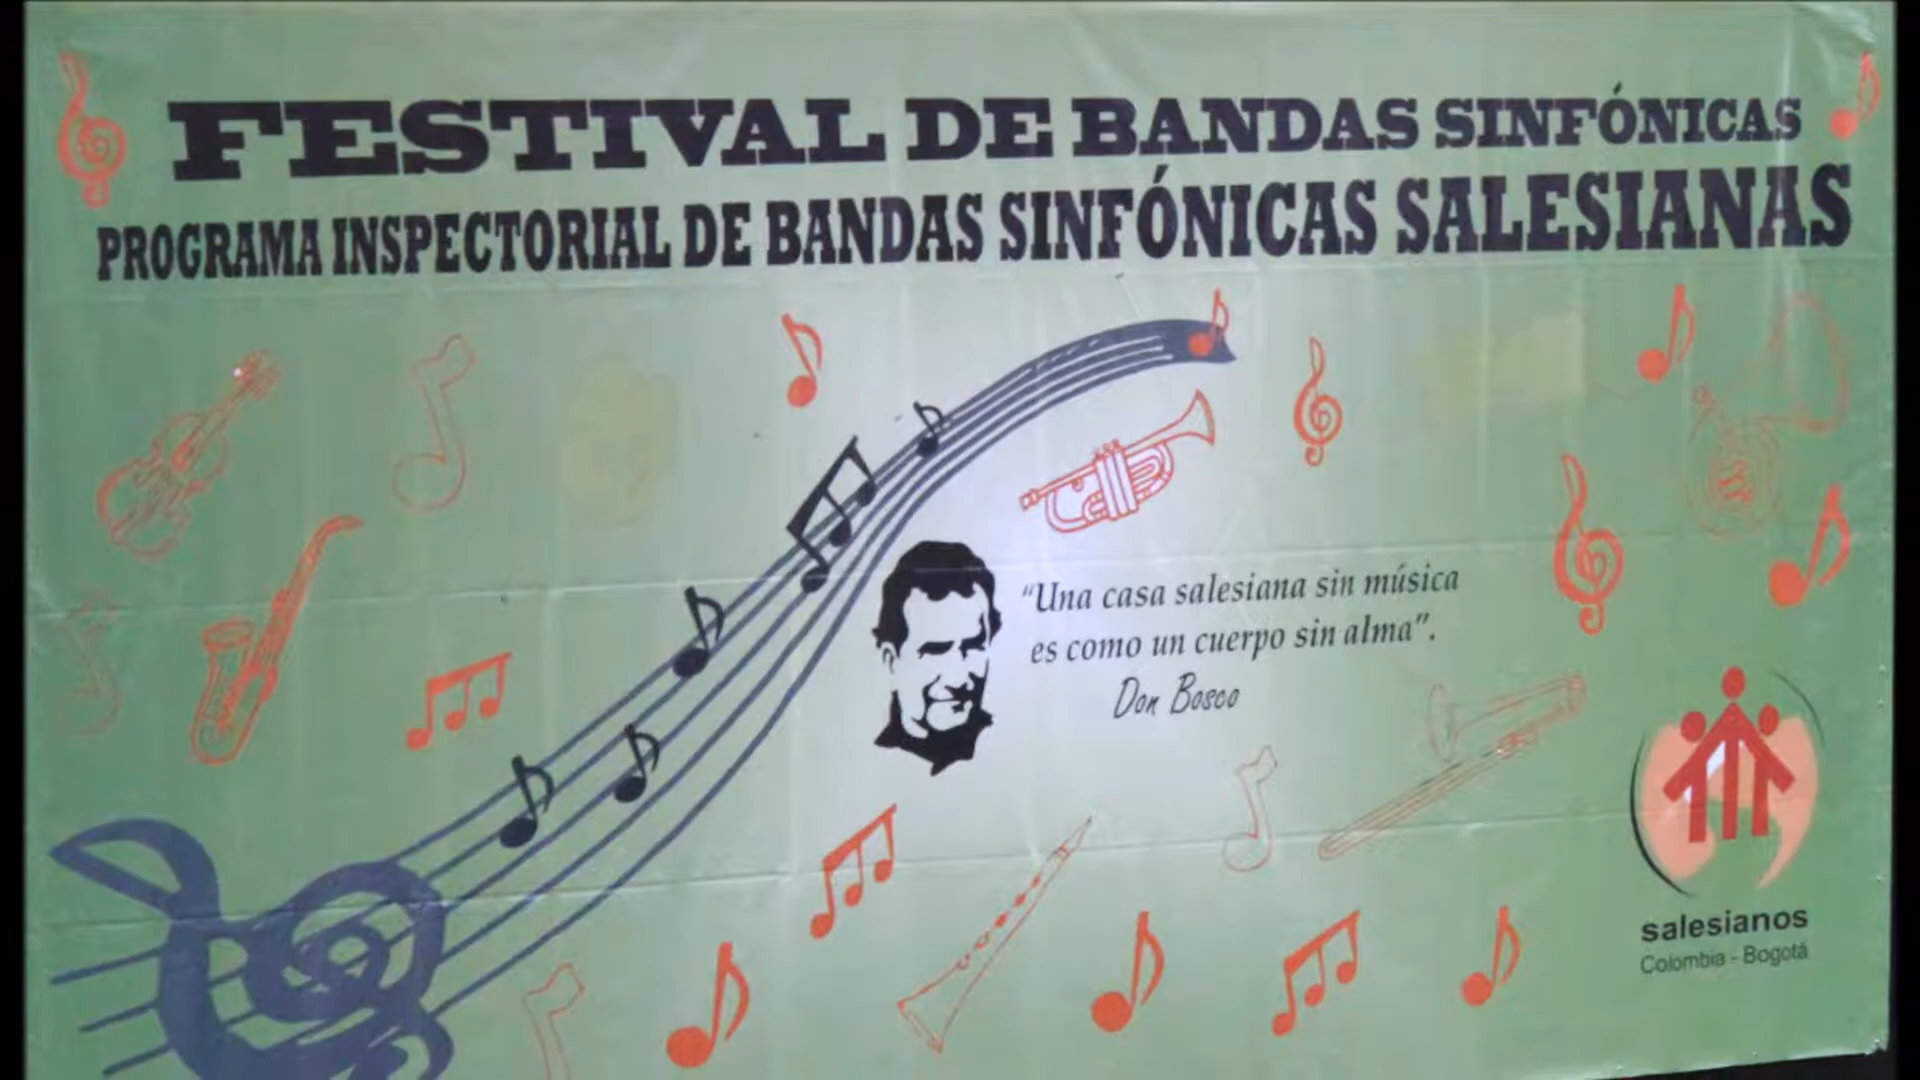 FESTIVAL DE BANDAS SINFÓNICAS
PROGRAMA INSPECTORIAL DE BANDAS SINFÓNICAS SALESIANAS
“Una casa salesiana sin música
es como un cuerpo sin alma”.
Don Bosco
salesianos
Colombia - Bogotá